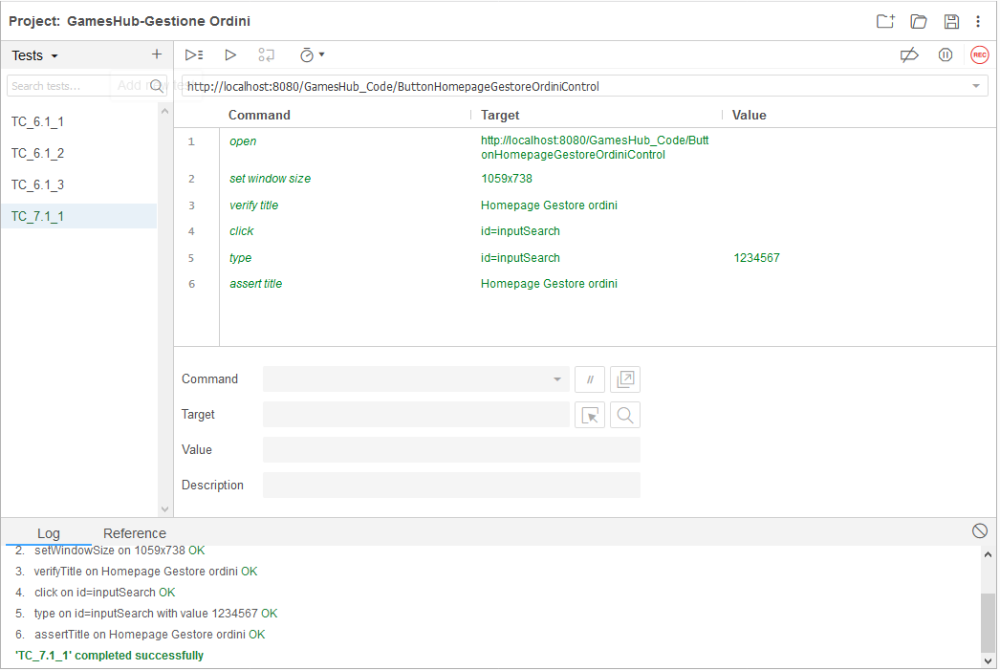 Project: GamesHub-Gestione Ordini
Tests
+
REC
Search tests...
Add new test
http://localhost:8080/GamesHub_Code/ButtonHomepageGestoreOrdiniControl
TC_6.1_1
TC_6.1_2
TC_6.1_3
TC_7.1_1
Command Target Value
1 open http://localhost:8080/GamesHub_Code/Butt
onHomepageGestoreOrdiniControl
2 set window size 1059x738
3 verify title Homepage Gestore ordini
4 click id=inputSearch
5 type id=inputSearch 1234567
6 assert title Homepage Gestore ordini
Command //
Target
Value
Description
Log Reference
2. setWindowSize on 1059x738 OK
3. verifyTitle on Homepage Gestore ordini OK
4. click on id=inputSearch OK
5. type on id=inputSearch with value 1234567 OK
6. assertTitle on Homepage Gestore ordini OK
'TC_7.1_1' completed successfully